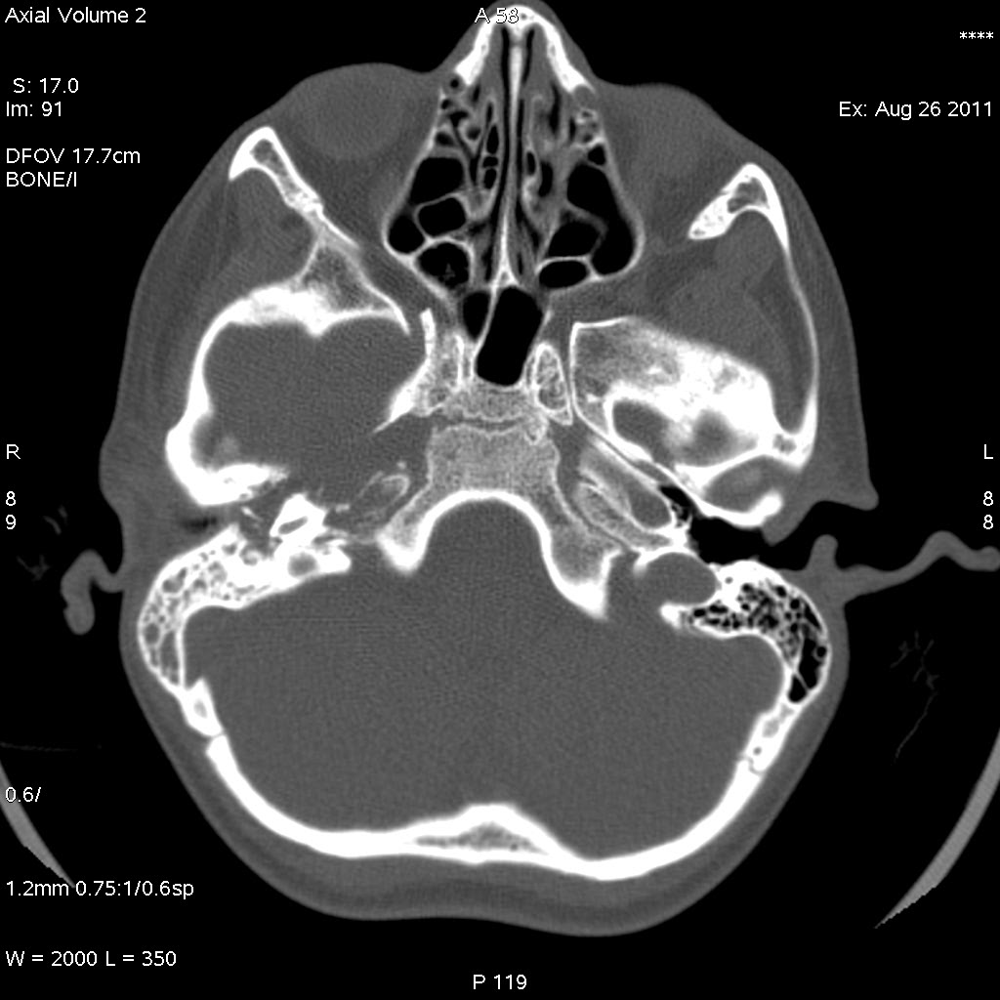 Axial Volume 2
A 58
****
S: 17.0
Im: 91
Ex: Aug 26 2011
DFOV 17.7cm
BONE/I
R
L
8
8
9
8
0.6/
1.2mm 0.75:1/0.6sp
W = 2000 L = 350
P 119